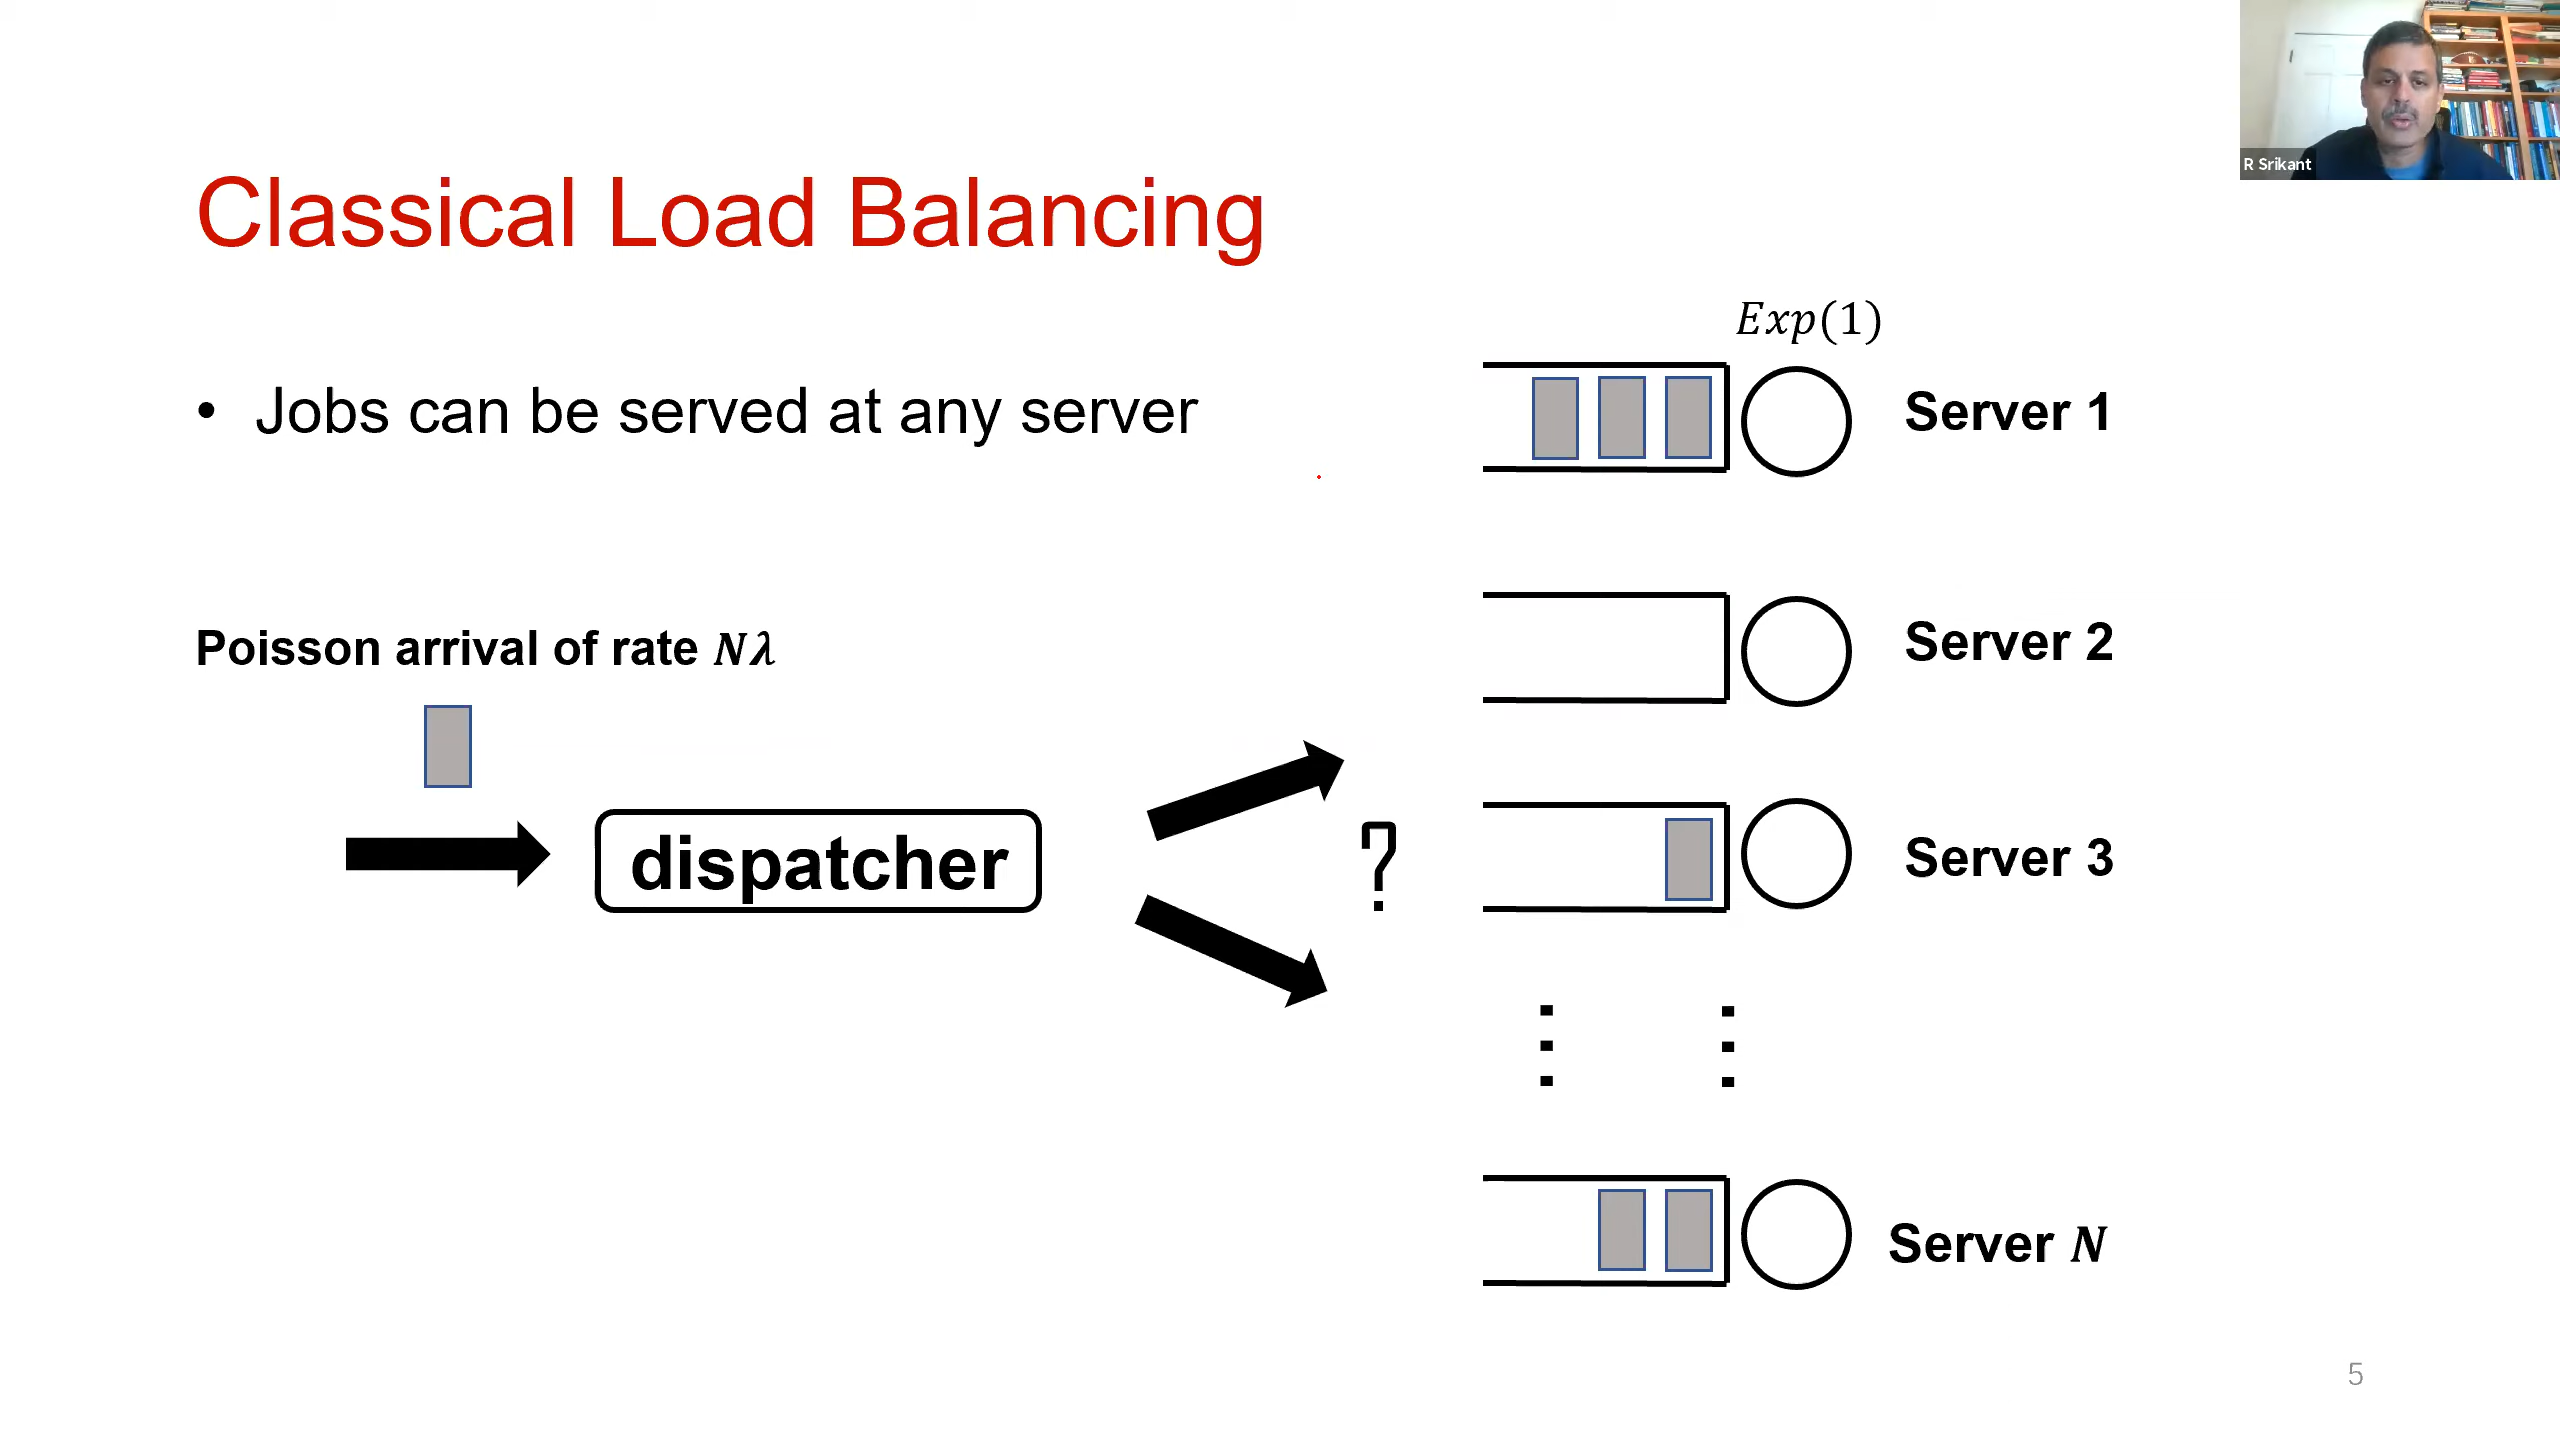 R Srikant
Classical Load Balancing
• Jobs can be served at any server
Exp(1)
Server 1
Server 2
Poisson arrival of rate Nλ
dispatcher
?
Server 3
Server N
5